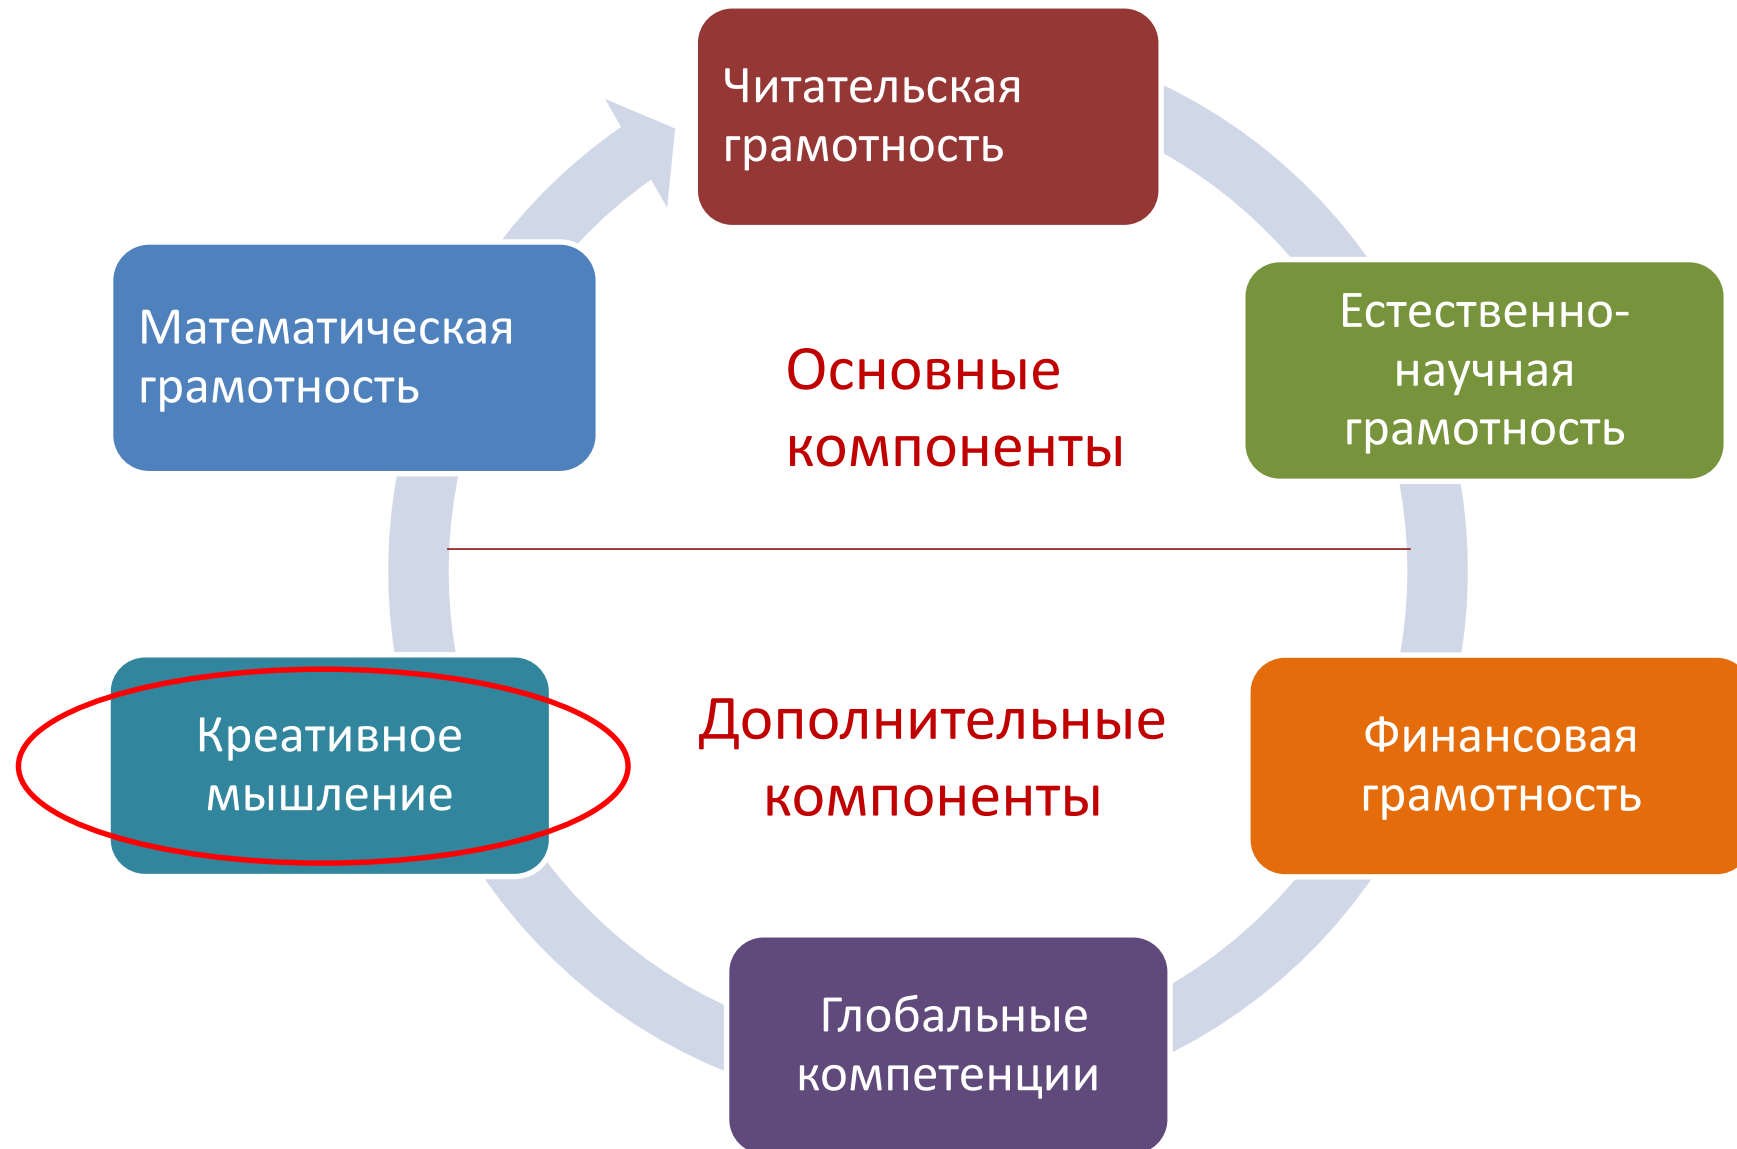 Читательская
грамотность
Математическая
грамотность
Естественно-
научная
грамотность
Основные
компоненты
Дополнительные
компоненты
Креативное
мышление
Финансовая
грамотность
Глобальные
компетенции